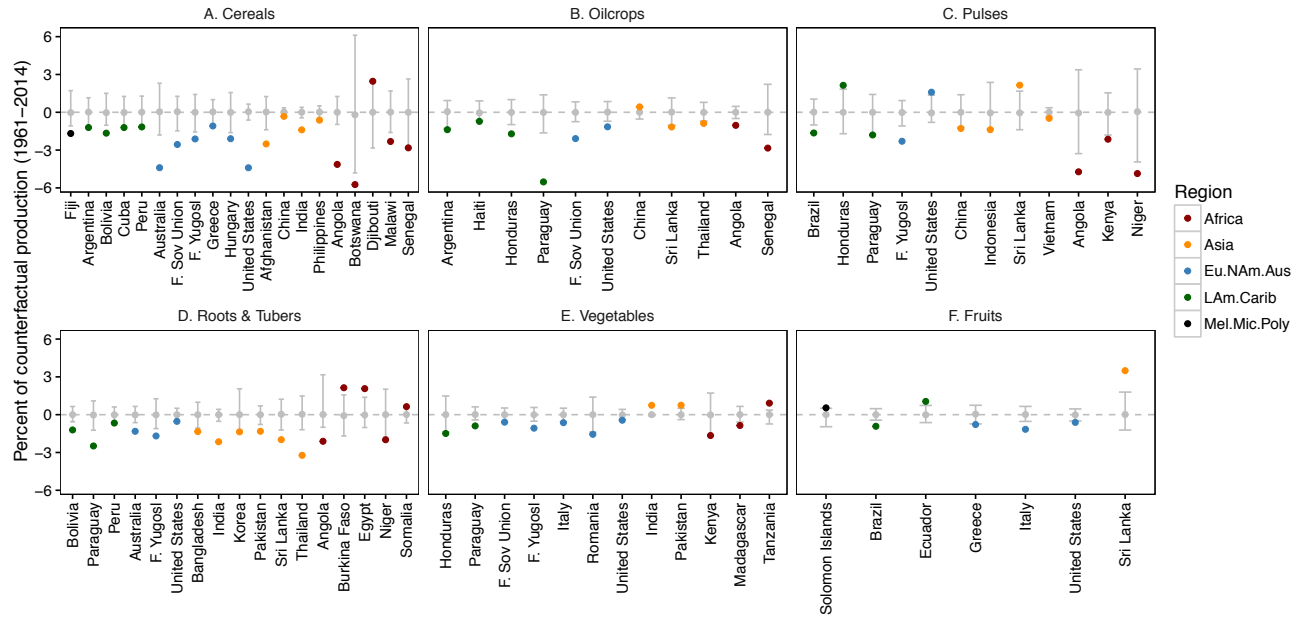 A. Cereals
B. Oilcrops
C. Pulses
Percent of counterfactual production (1961−2014)
6
3
0
−3
−6
Fiji
Argentina
Bolivia
Cuba
Peru
Australia
F. Sov Union
F. Yugosl
Greece
Hungary
United States
Afghanistan
China
India
Philippines
Angola
Botswana
Djibouti
Malawi
Senegal
Argentina
Haiti
Honduras
Paraguay
F. Sov Union
United States
China
Sri Lanka
Thailand
Angola
Senegal
Brazil
Honduras
Paraguay
F. Yugosl
United States
China
Indonesia
Sri Lanka
Vietnam
Angola
Kenya
Niger
Region
Africa
Asia
Eu.NAm.Aus
LAm.Carib
Mel.Mic.Poly
D. Roots & Tubers
E. Vegetables
F. Fruits
6
3
0
−3
−6
Bolivia
Paraguay
Peru
Australia
F. Yugosl
United States
Bangladesh
India
Korea
Pakistan
Sri Lanka
Thailand
Angola
Burkina Faso
Egypt
Niger
Somalia
Honduras
Paraguay
F. Sov Union
F. Yugosl
Italy
Romania
United States
India
Pakistan
Kenya
Madagascar
Tanzania
Solomon Islands
Brazil
Ecuador
Greece
Italy
United States
Sri Lanka